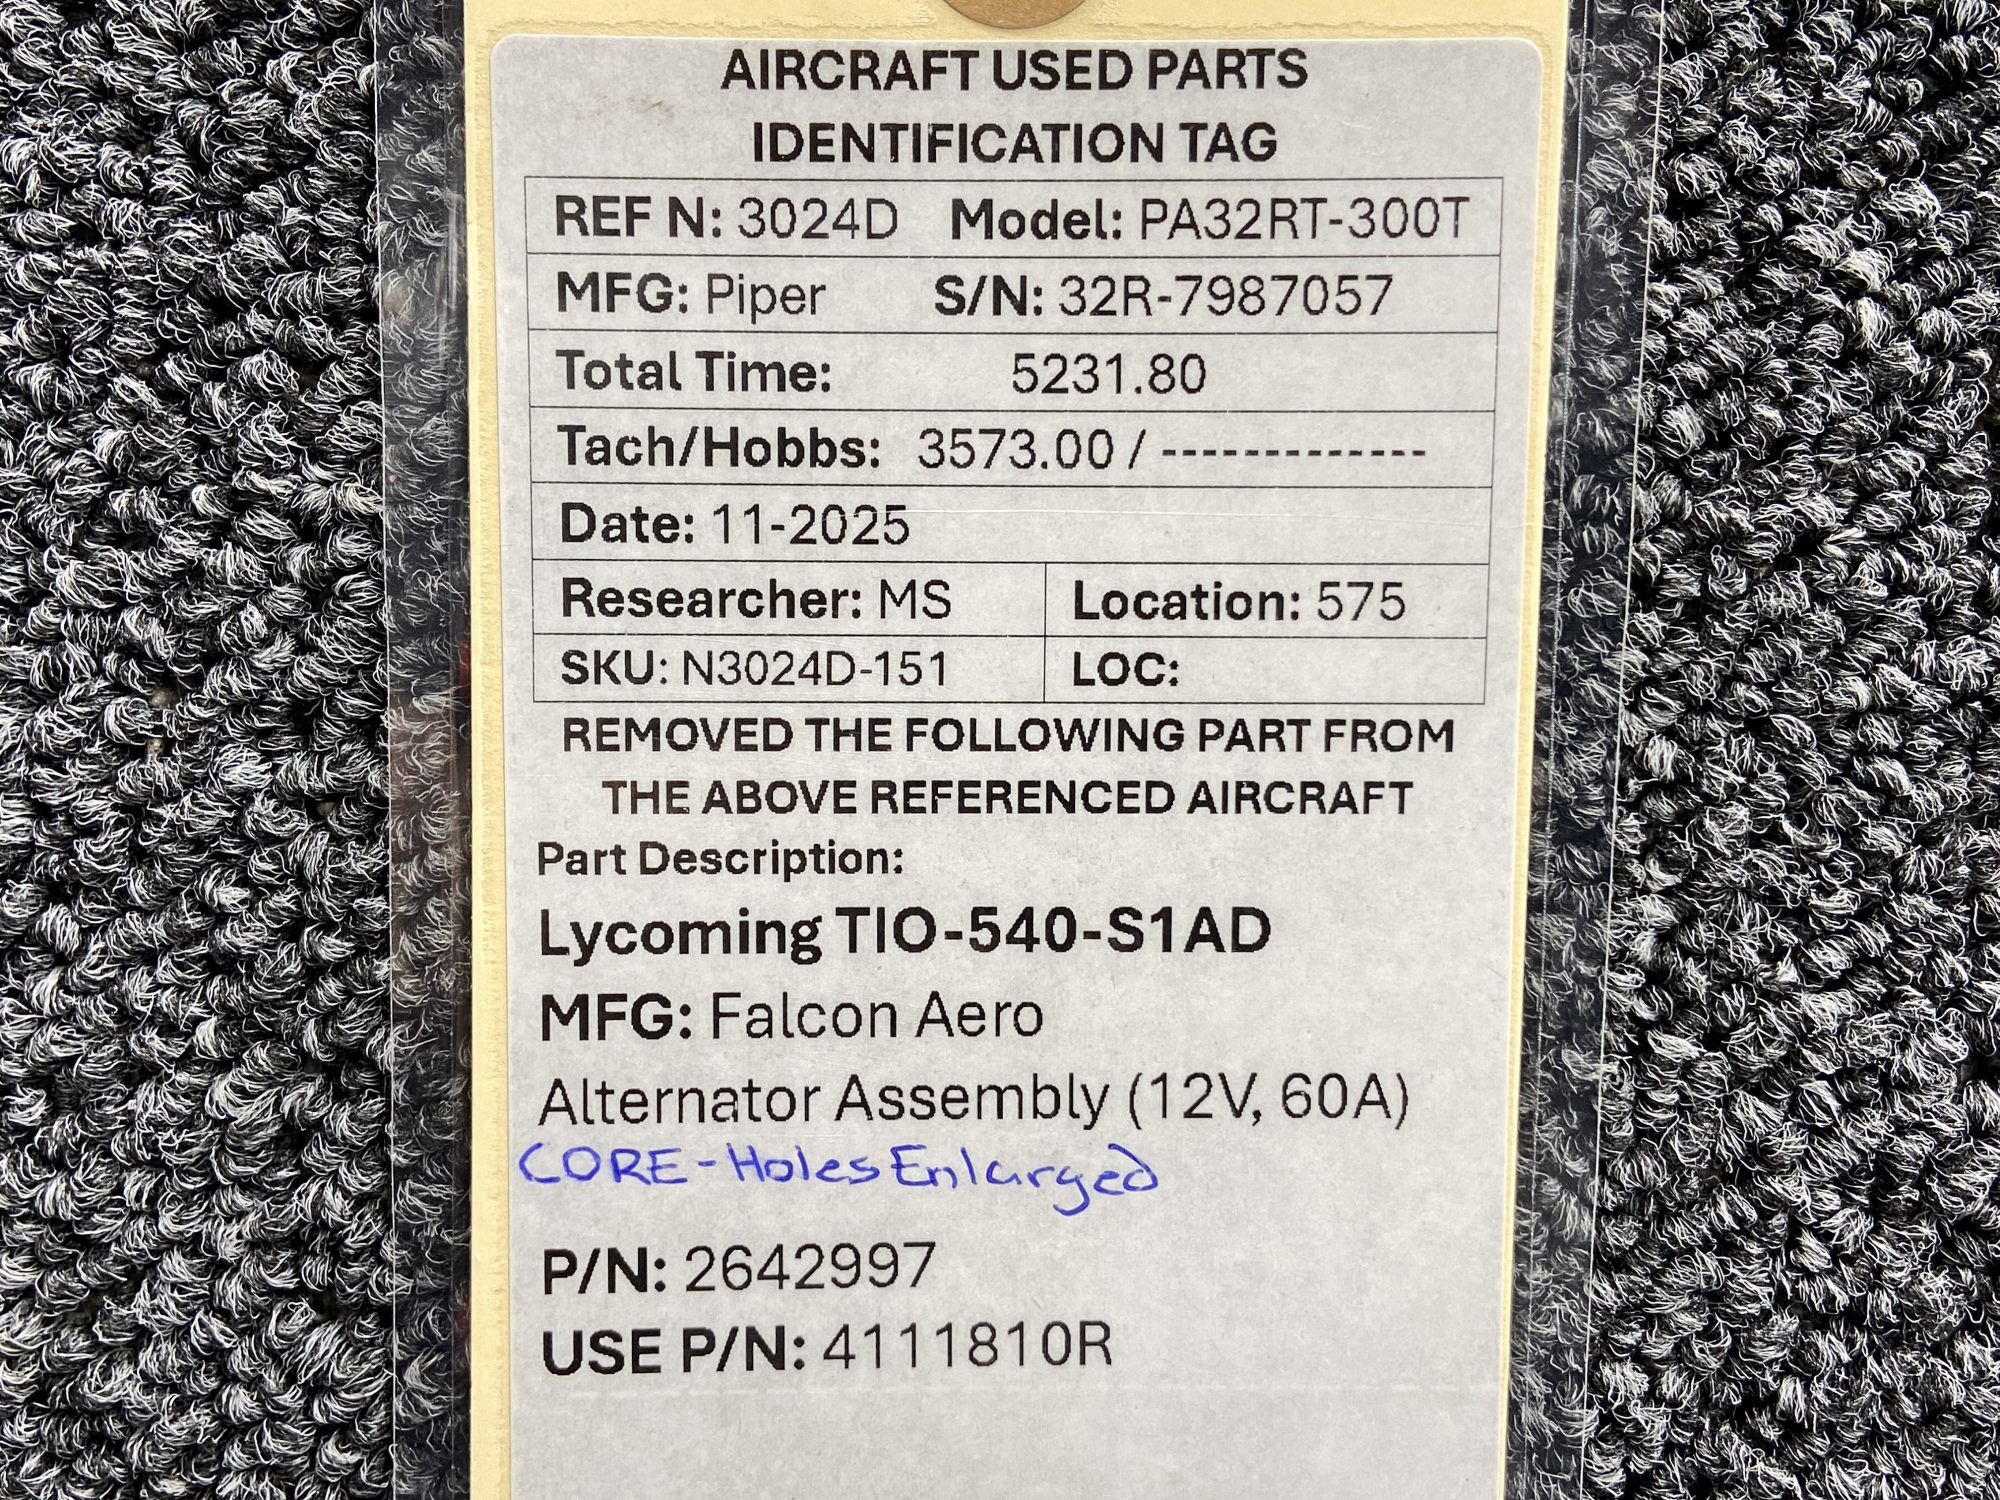 AIRCRAFT USED PARTS
IDENTIFICATION TAG
REF N: 3024D Model: PA32RT-300T
MFG: Piper S/N: 32R-7987057
Total Time: 5231.80
Tach/Hobbs: 3573.00 / -------------
Date: 11-2025
Researcher: MS Location: 575
SKU: N3024D-151 LOC:
REMOVED THE FOLLOWING PART FROM
THE ABOVE REFERENCED AIRCRAFT
Part Description:
Lycoming TIO-540-S1AD
MFG: Falcon Aero
Alternator Assembly (12V, 60A)
CORE - Holes Enlarged
P/N: 2642997
USE P/N: 4111810R